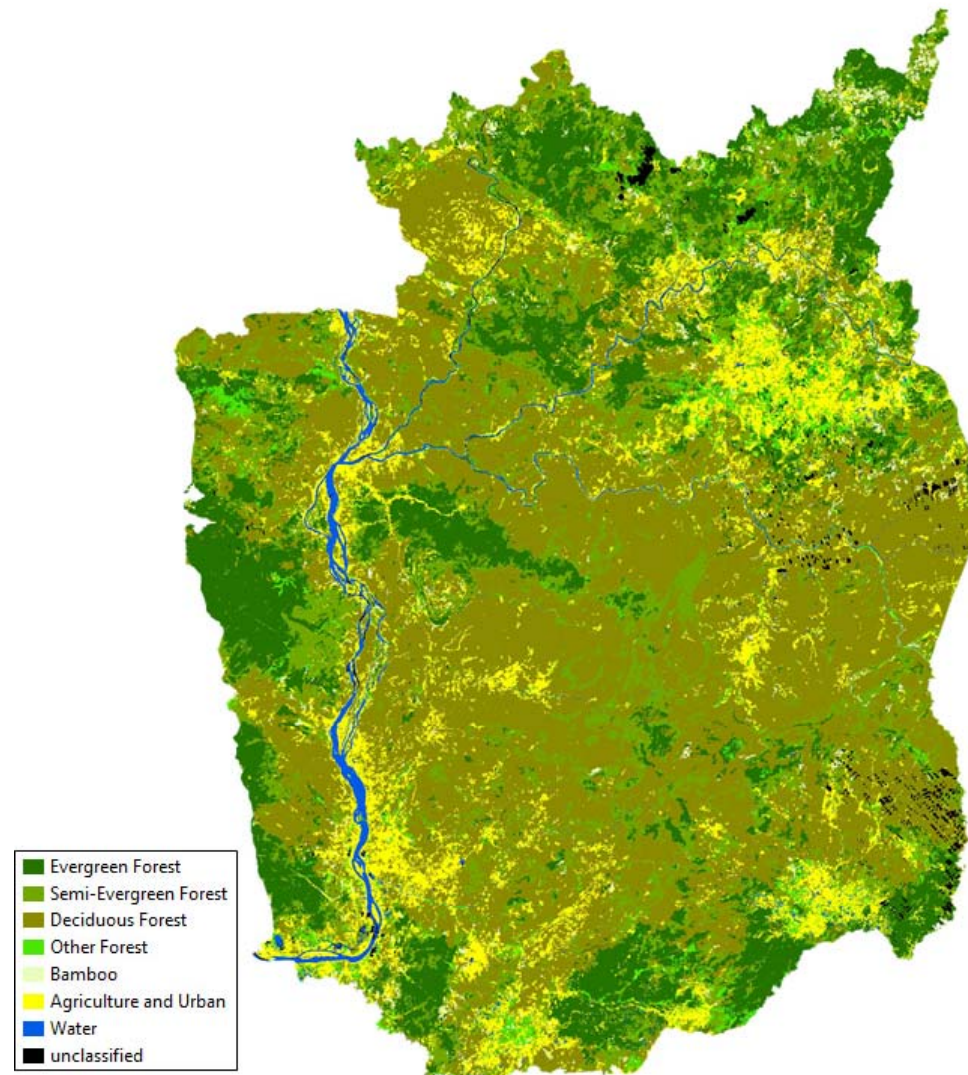 Evergreen Forest
Semi-Evergreen Forest
Deciduous Forest
Other Forest
Bamboo
Agriculture and Urban
Water
unclassified